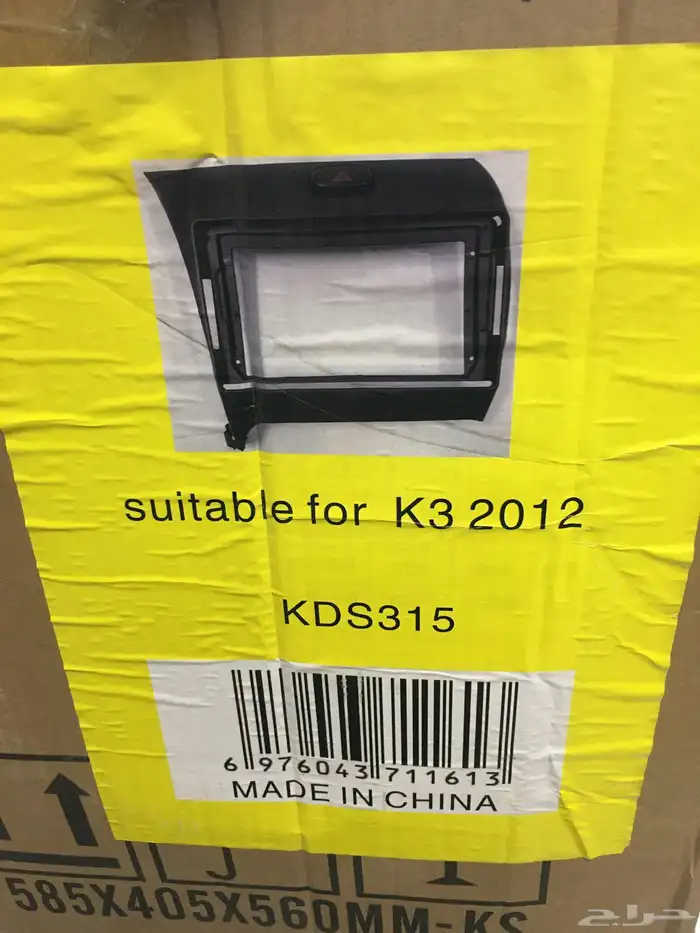 suitable for K3 2012
KDS315
6 976043 711613
MADE IN CHINA
585X405X560MM-KS
حراج